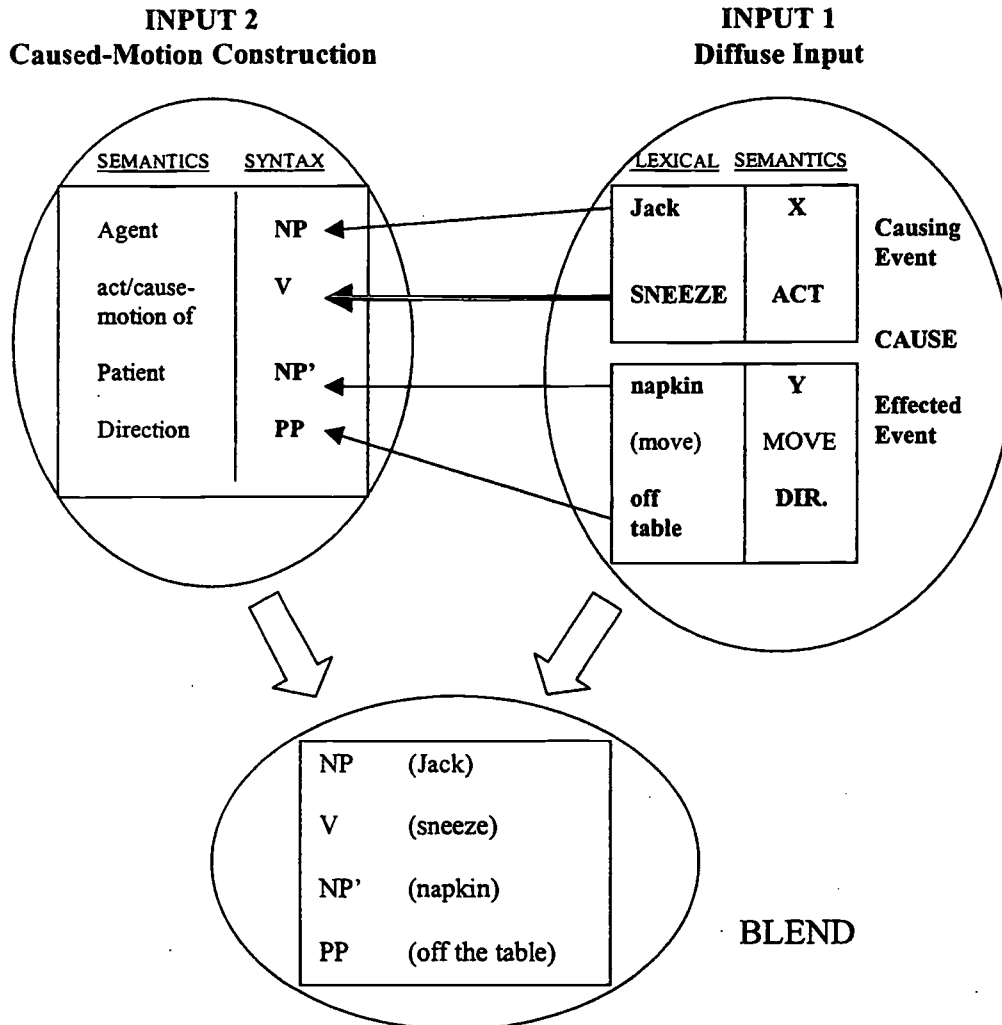 INPUT 2
Caused-Motion Construction
SEMANTICS SYNTAX
Agent NP
act/cause-
motion of V
Patient NP'
Direction PP
INPUT 1
Diffuse Input
LEXICAL SEMANTICS
Jack X
SNEEZE ACT
Causing
Event
CAUSE
napkin Y
(move) MOVE
off
table DIR.
Effected
Event
NP (Jack)
V (sneeze)
NP' (napkin)
PP (off the table)
BLEND